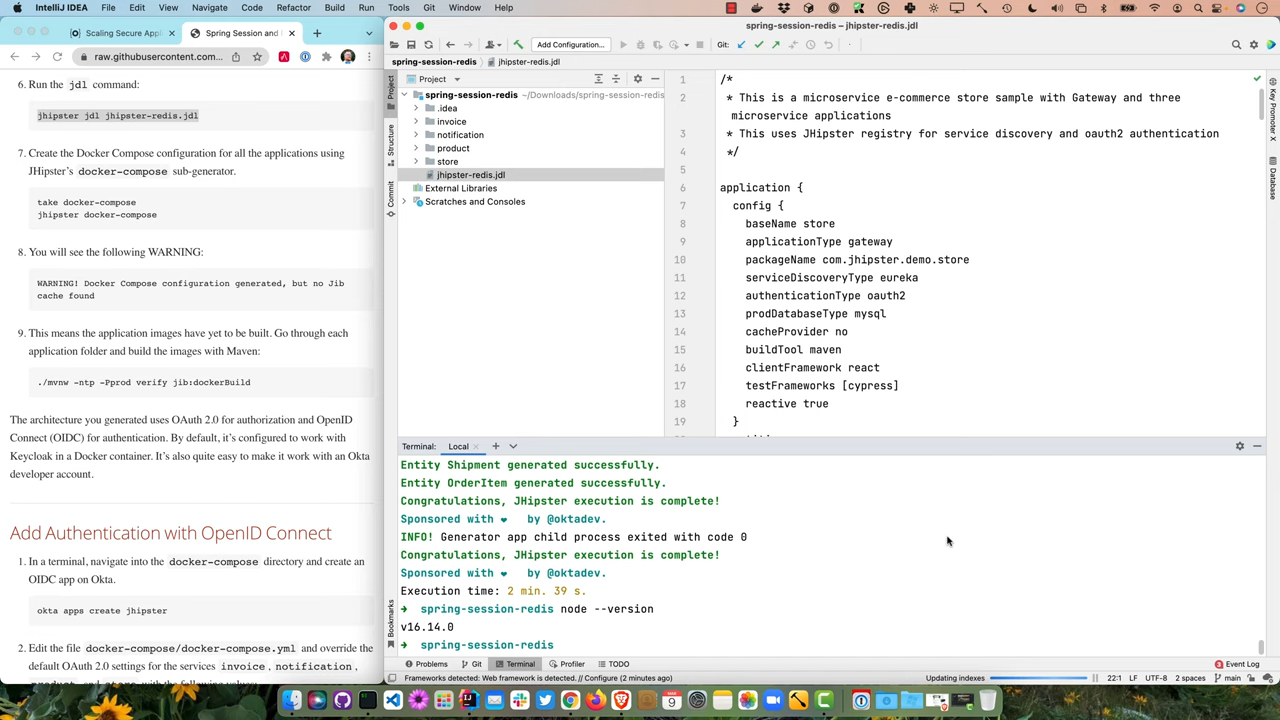 IntelliJ IDEA File Edit View Navigate Code Refactor Build Run Tools Git Window Help
Scaling Secure Appl
Spring Session and
raw.githubusercontent.com...
6. Run the jdl command:
jhipster jdl jhipster-redis.jdl
7. Create the Docker Compose configuration for all the applications using
JHipster's docker-compose sub-generator.
take docker-compose
jhipster docker-compose
8. You will see the following WARNING:
WARNING! Docker Compose configuration generated, but no Jib
cache found
9. This means the application images have yet to be built. Go through each
application folder and build the images with Maven:
./mvnw -ntp -Pprod verify jib:dockerBuild
The architecture you generated uses OAuth 2.0 for authorization and OpenID
Connect (OIDC) for authentication. By default, it's configured to work with
Keycloak in a Docker container. It's also quite easy to make it work with an Okta
developer account.
Add Authentication with OpenID Connect
1. In a terminal, navigate into the docker-compose directory and create an
OIDC app on Okta.
okta apps create jhipster
2. Edit the file docker-compose/docker-compose.yml and override the
default OAuth 2.0 settings for the services invoice, notification,
spring-session-redis – jhipster-redis.jdl
Add Configuration...
Git:
spring-session-redis
jhipster-redis.jdl
Project
Project
Structure
Commit
Bookmarks
spring-session-redis ~/Downloads/spring-session-redis
.idea
invoice
notification
product
store
jhipster-redis.jdl
External Libraries
Scratches and Consoles
1 /*
2 * This is a microservice e-commerce store sample with Gateway and three
microservice applications
3 * This uses JHipster registry for service discovery and oauth2 authentication
4 */
5
6 application {
7 config {
8 baseName store
9 applicationType gateway
10 packageName com.jhipster.demo.store
11 serviceDiscoveryType eureka
12 authenticationType oauth2
13 prodDatabaseType mysql
14 cacheProvider no
15 buildTool maven
16 clientFramework react
17 testFrameworks [cypress]
18 reactive true
19 }
Key Promoter X
Database
Terminal: Local
Entity Shipment generated successfully.
Entity OrderItem generated successfully.
Congratulations, JHipster execution is complete!
Sponsored with ❤ by @oktadev.
INFO! Generator app child process exited with code 0
Congratulations, JHipster execution is complete!
Sponsored with ❤ by @oktadev.
Execution time: 2 min. 39 s.
➜ spring-session-redis node --version
v16.14.0
➜ spring-session-redis
Problems Git Terminal Profiler TODO
Event Log
Frameworks detected: Web framework is detected. // Configure (2 minutes ago)
Updating indexes
22:1 LF UTF-8 2 spaces main